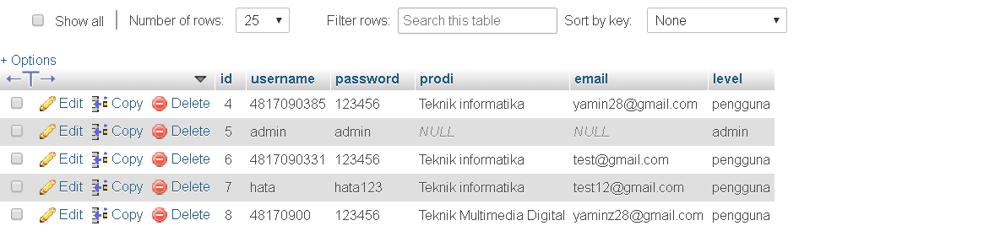 Show all Number of rows: 25 Filter rows: Search this table Sort by key: None
+ Options
←T→ id username password prodi email level
Edit Copy Delete 4 4817090385 123456 Teknik informatika yamin28@gmail.com pengguna
Edit Copy Delete 5 admin admin NULL NULL admin
Edit Copy Delete 6 4817090331 123456 Teknik informatika test@gmail.com pengguna
Edit Copy Delete 7 hata hata123 Teknik informatika test12@gmail.com pengguna
Edit Copy Delete 8 48170900 123456 Teknik Multimedia Digital yaminz28@gmail.com pengguna